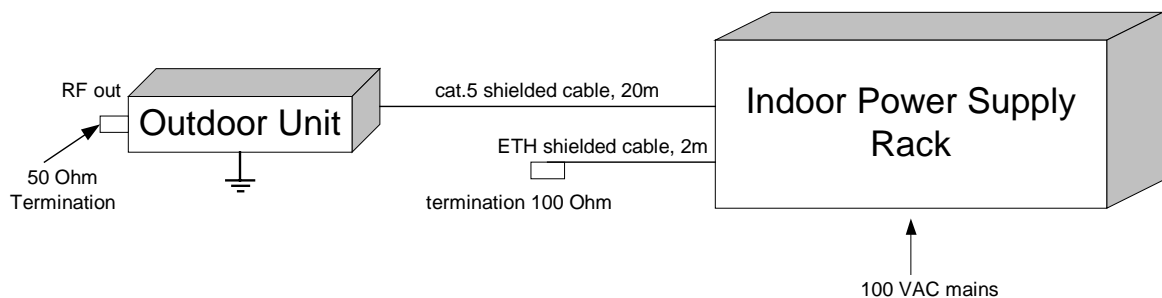 RF out
Outdoor Unit
50 Ohm
Termination
cat.5 shielded cable, 20m
ETH shielded cable, 2m
termination 100 Ohm
Indoor Power Supply
Rack
100 VAC mains